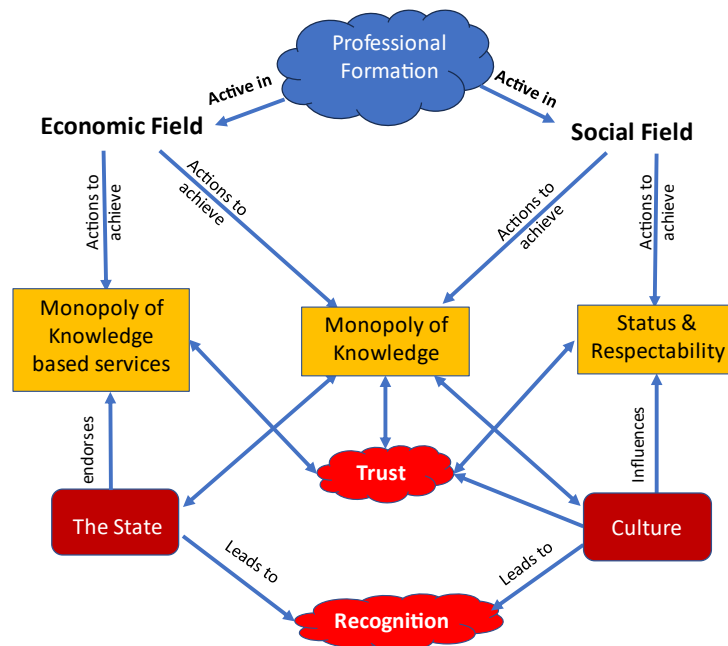 Professional
Formation
Active in
Active in
Economic Field
Social Field
Actions to
achieve
Actions to
achieve
Actions to
achieve
Actions to
achieve
Monopoly of
Knowledge
based services
Monopoly of
Knowledge
Status &
Respectability
endorses
Trust
Influences
The State
Culture
Leads to
Leads to
Recognition